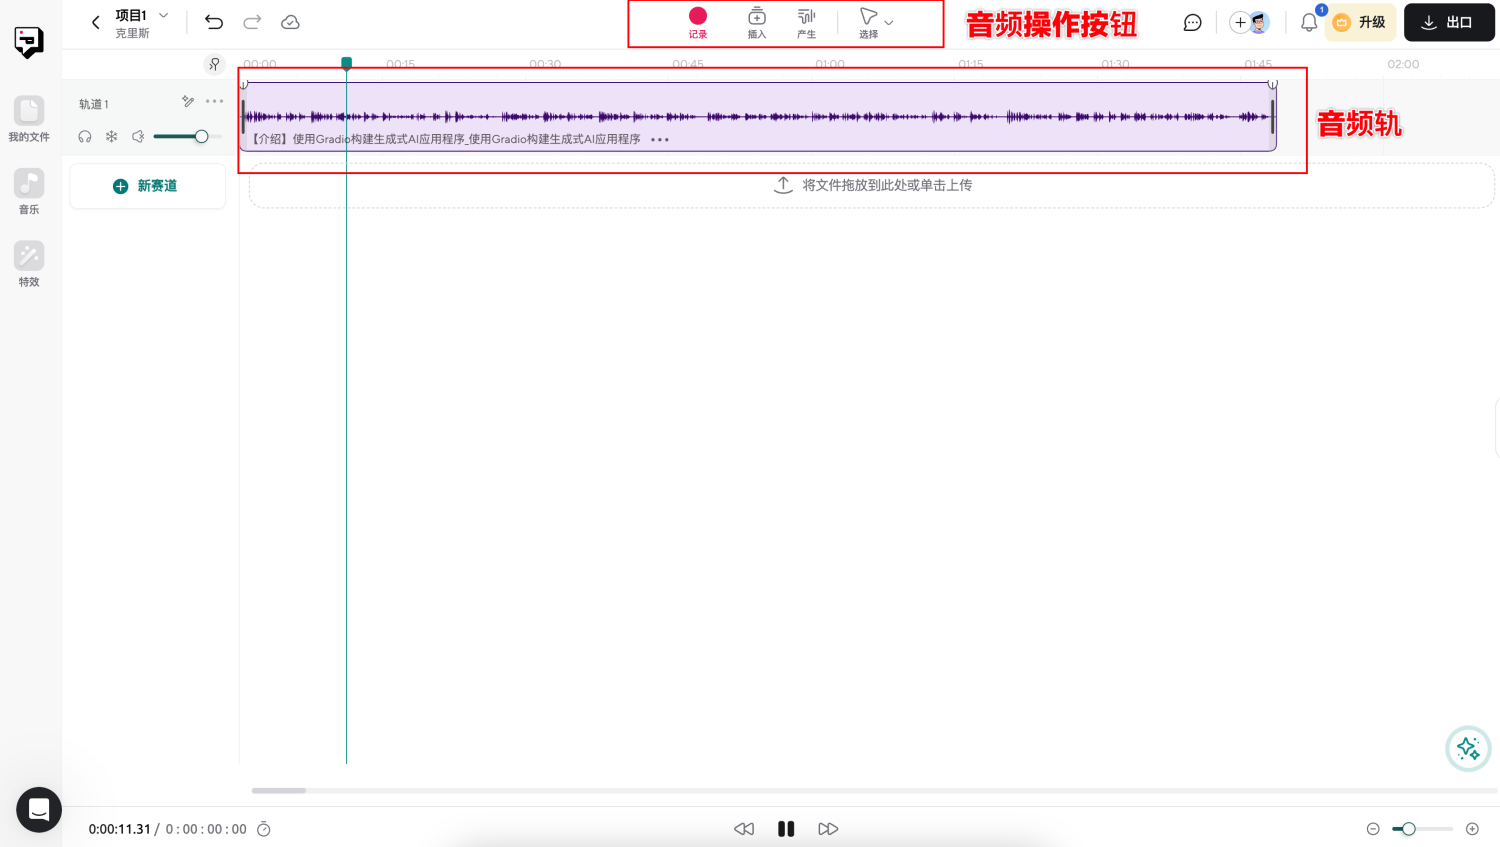 项目1
克里斯
记录
插入
产生
选择
音频操作按钮
1
升级
出口
00:00
00:15
00:30
00:45
01:00
01:15
01:30
01:45
02:00
我的文件
音乐
特效
轨道 1
【介绍】使用Gradio构建生成式AI应用程序_使用Gradio构建生成式AI应用程序
音频轨
新赛道
将文件拖放到此处或单击上传
0:00:11.31 / 0 : 00 : 00 : 00